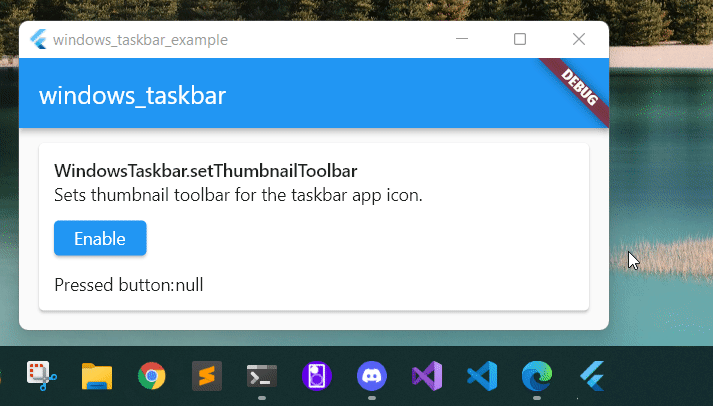 windows_taskbar_example
windows_taskbar
DEBUG
WindowsTaskbar.setThumbnailToolbar
Sets thumbnail toolbar for the taskbar app icon.
Enable
Pressed button:null